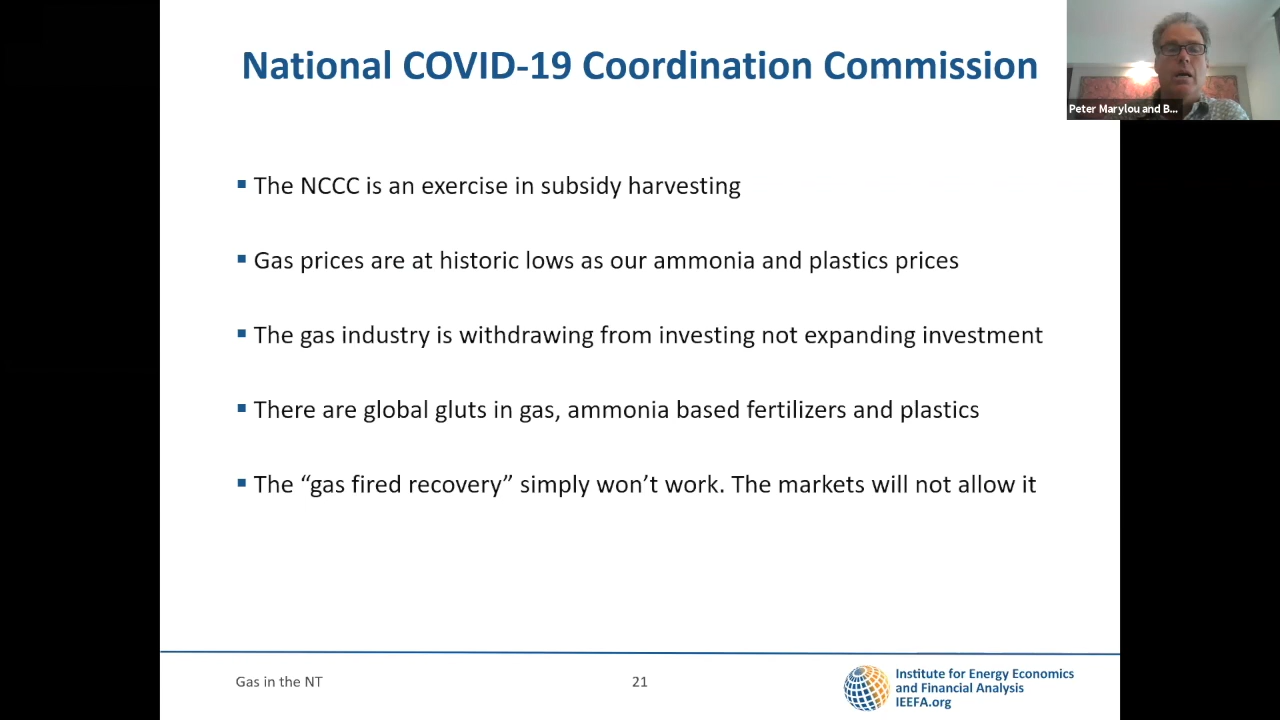 National COVID-19 Coordination Commission
Peter Marylou and B...
▪ The NCCC is an exercise in subsidy harvesting
▪ Gas prices are at historic lows as our ammonia and plastics prices
▪ The gas industry is withdrawing from investing not expanding investment
▪ There are global gluts in gas, ammonia based fertilizers and plastics
▪ The “gas fired recovery” simply won’t work. The markets will not allow it
Gas in the NT
21
Institute for Energy Economics
and Financial Analysis
IEEFA.org